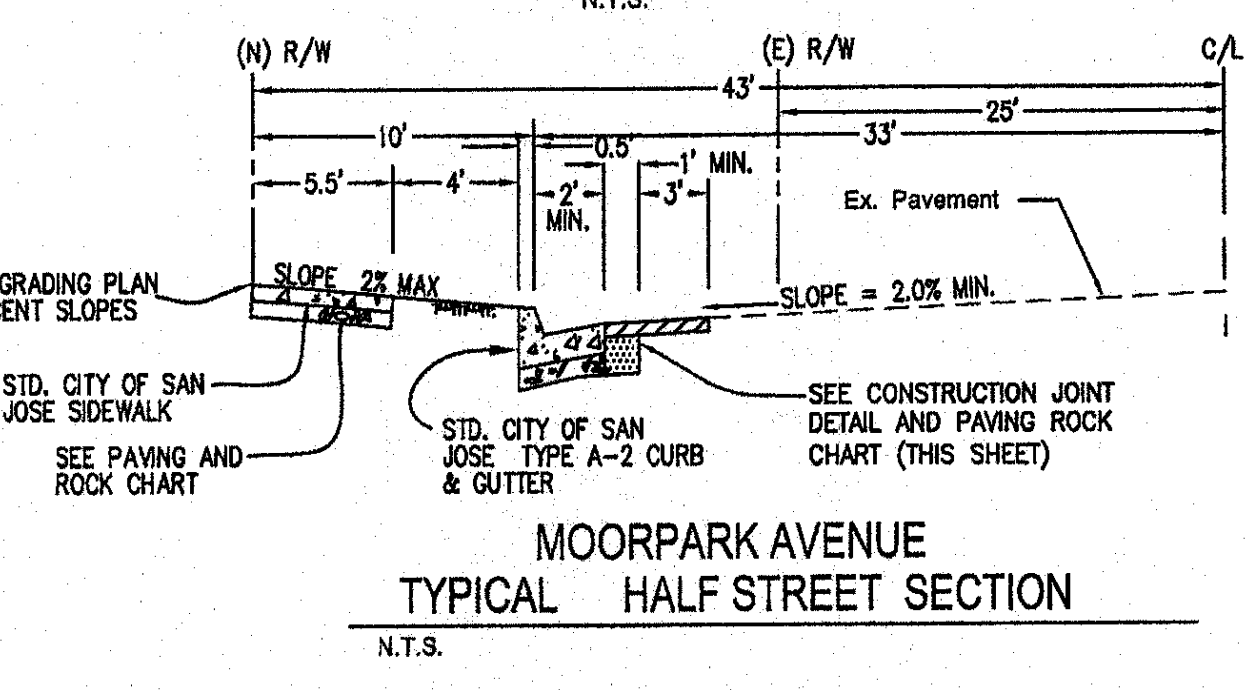 N.T.S.
(N) R/W
(E) R/W
C/L
43'
25'
10'
33'
0.5'
1' MIN.
5.5'
4'
2'
MIN.
3'
Ex. Pavement
GRADING PLAN
SLOPE 2% MAX
SLOPE = 2.0% MIN.
CENT SLOPES
STD. CITY OF SAN
JOSE SIDEWALK
SEE PAVING AND
ROCK CHART
STD. CITY OF SAN
JOSE TYPE A-2 CURB
& GUTTER
SEE CONSTRUCTION JOINT
DETAIL AND PAVING ROCK
CHART (THIS SHEET)
MOORPARK AVENUE
TYPICAL HALF STREET SECTION
N.T.S.